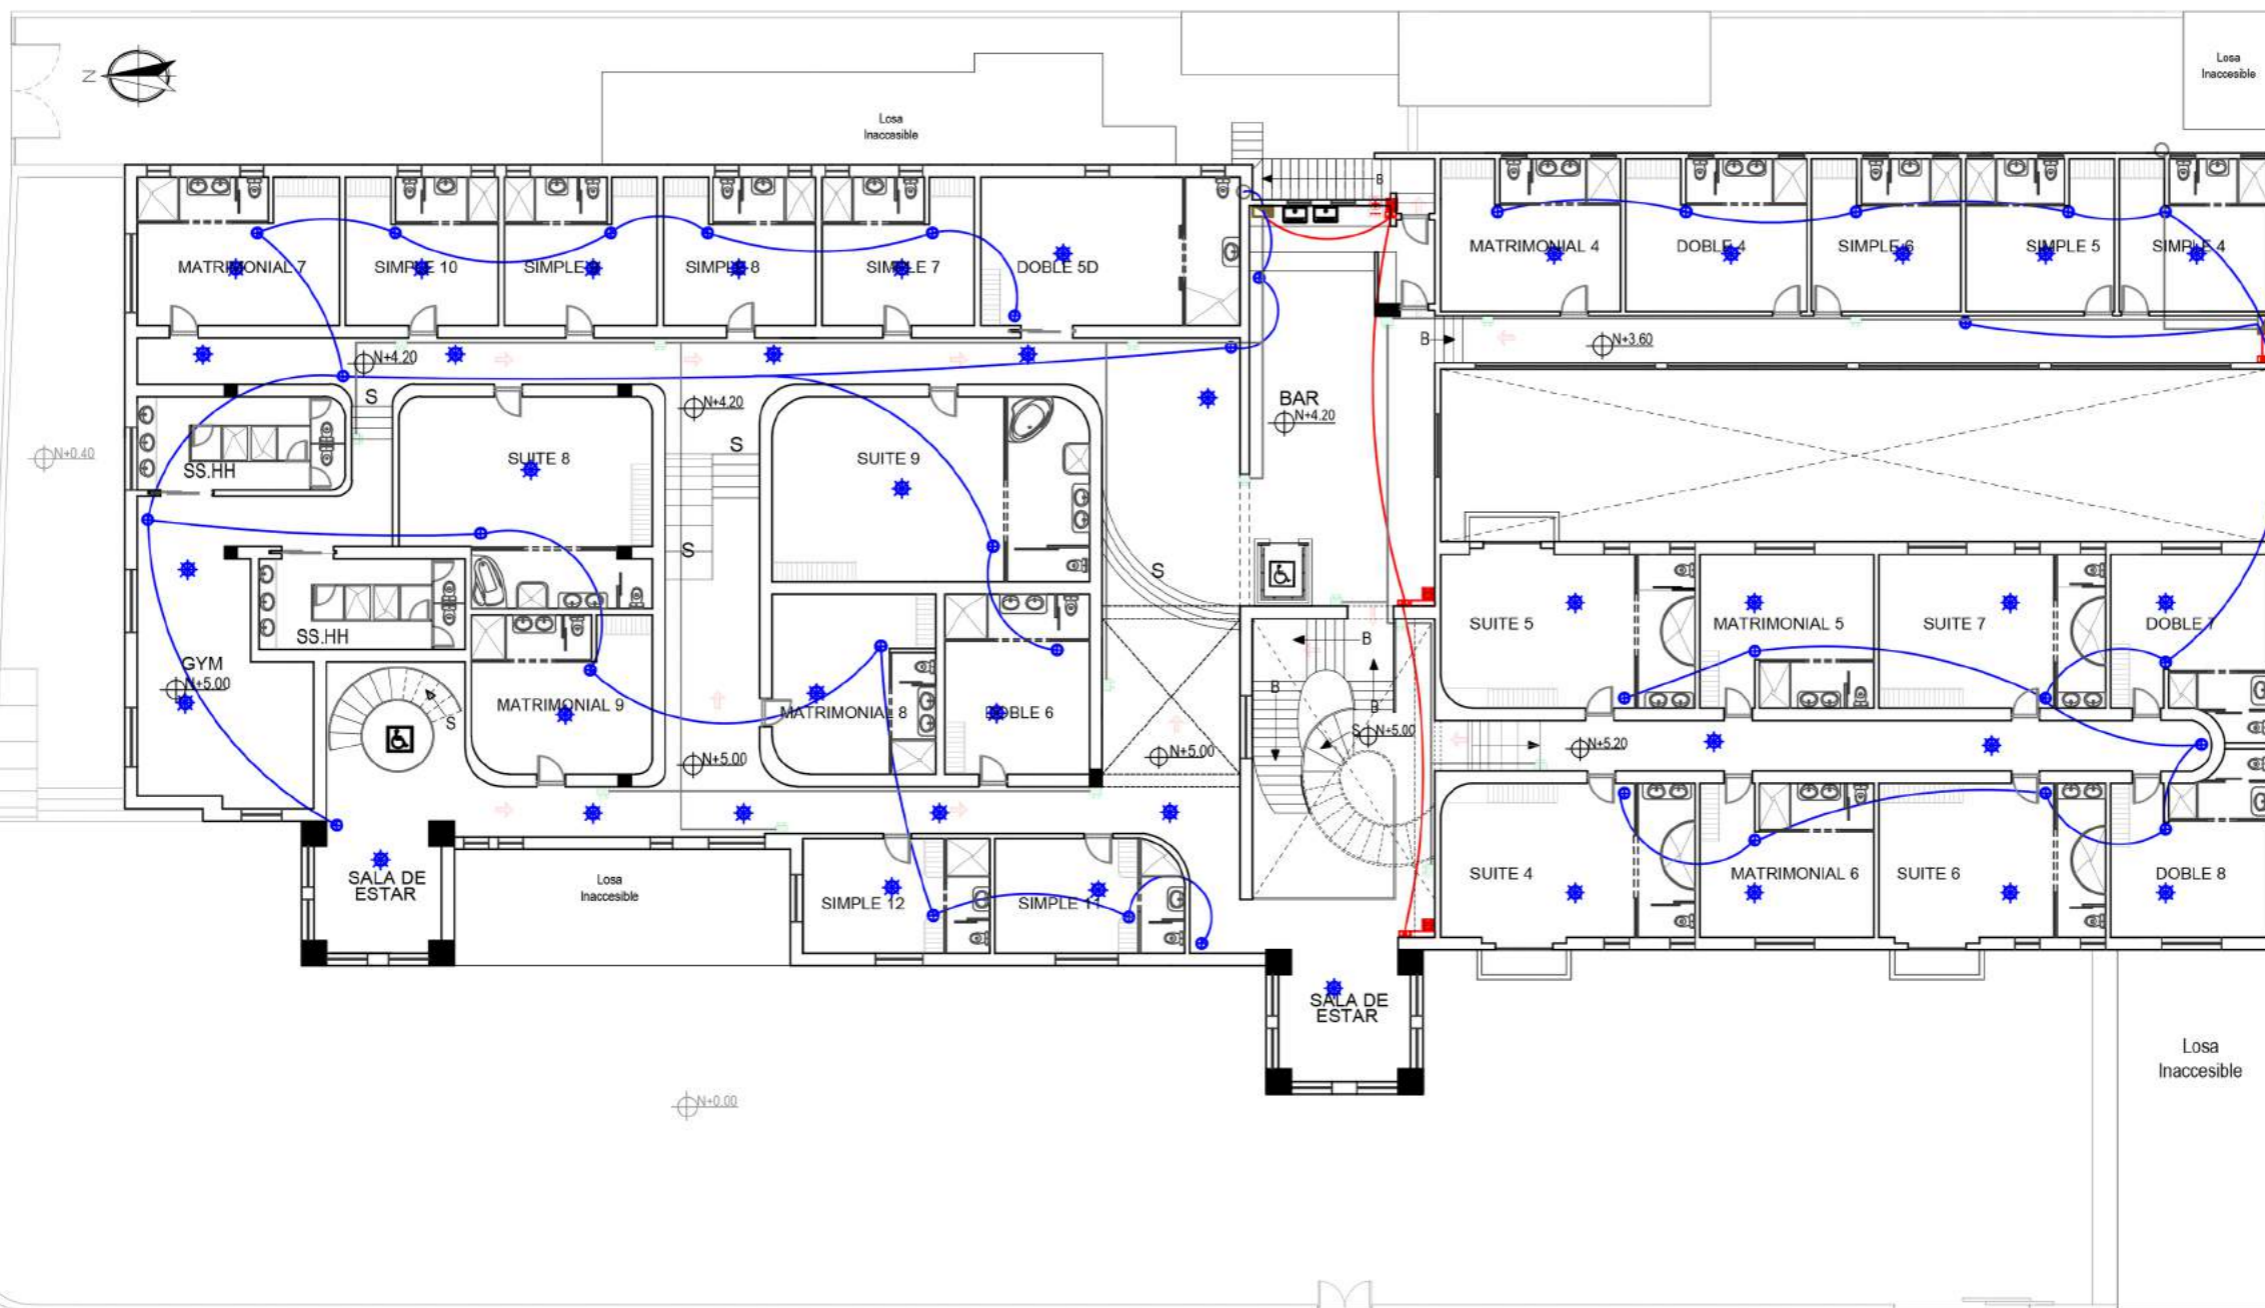 Losa
Inaccesible
Z
Losa
Inaccesible
B
MATRIMONIAL 7
SIMPLE 10
SIMPLE
SIMPLE 8
SIMPLE 7
DOBLE 5D
MATRIMONIAL 4
DOBLE 4
SIMPLE 6
SIMPLE 5
SIMPLE 4
N+4.20
B
N+3.60
S
N+4.20
BAR
N+4.20
N+0.40
SS.HH
SUITE 8
S
SUITE 9
S
S
SS.HH
GYM
N+5.00
MATRIMONIAL 9
S
MATRIMONIAL 8
DOBLE 6
N+5.00
N+5.00
B
B
B
S
N+5.00
SUITE 5
MATRIMONIAL 5
SUITE 7
DOBLE 7
N+5.20
SALA DE
ESTAR
Losa
Inaccesible
SIMPLE 12
SIMPLE 11
SUITE 4
MATRIMONIAL 6
SUITE 6
DOBLE 8
SALA DE
ESTAR
Losa
Inaccesible
N+0.00